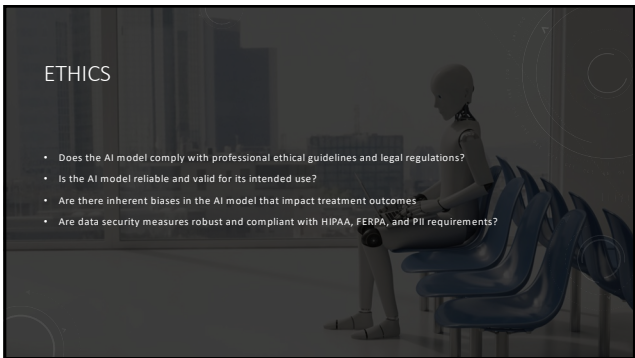 ETHICS
• Does the AI model comply with professional ethical guidelines and legal regulations?
• Is the AI model reliable and valid for its intended use?
• Are there inherent biases in the AI model that impact treatment outcomes
• Are data security measures robust and compliant with HIPAA, FERPA, and PII requirements?